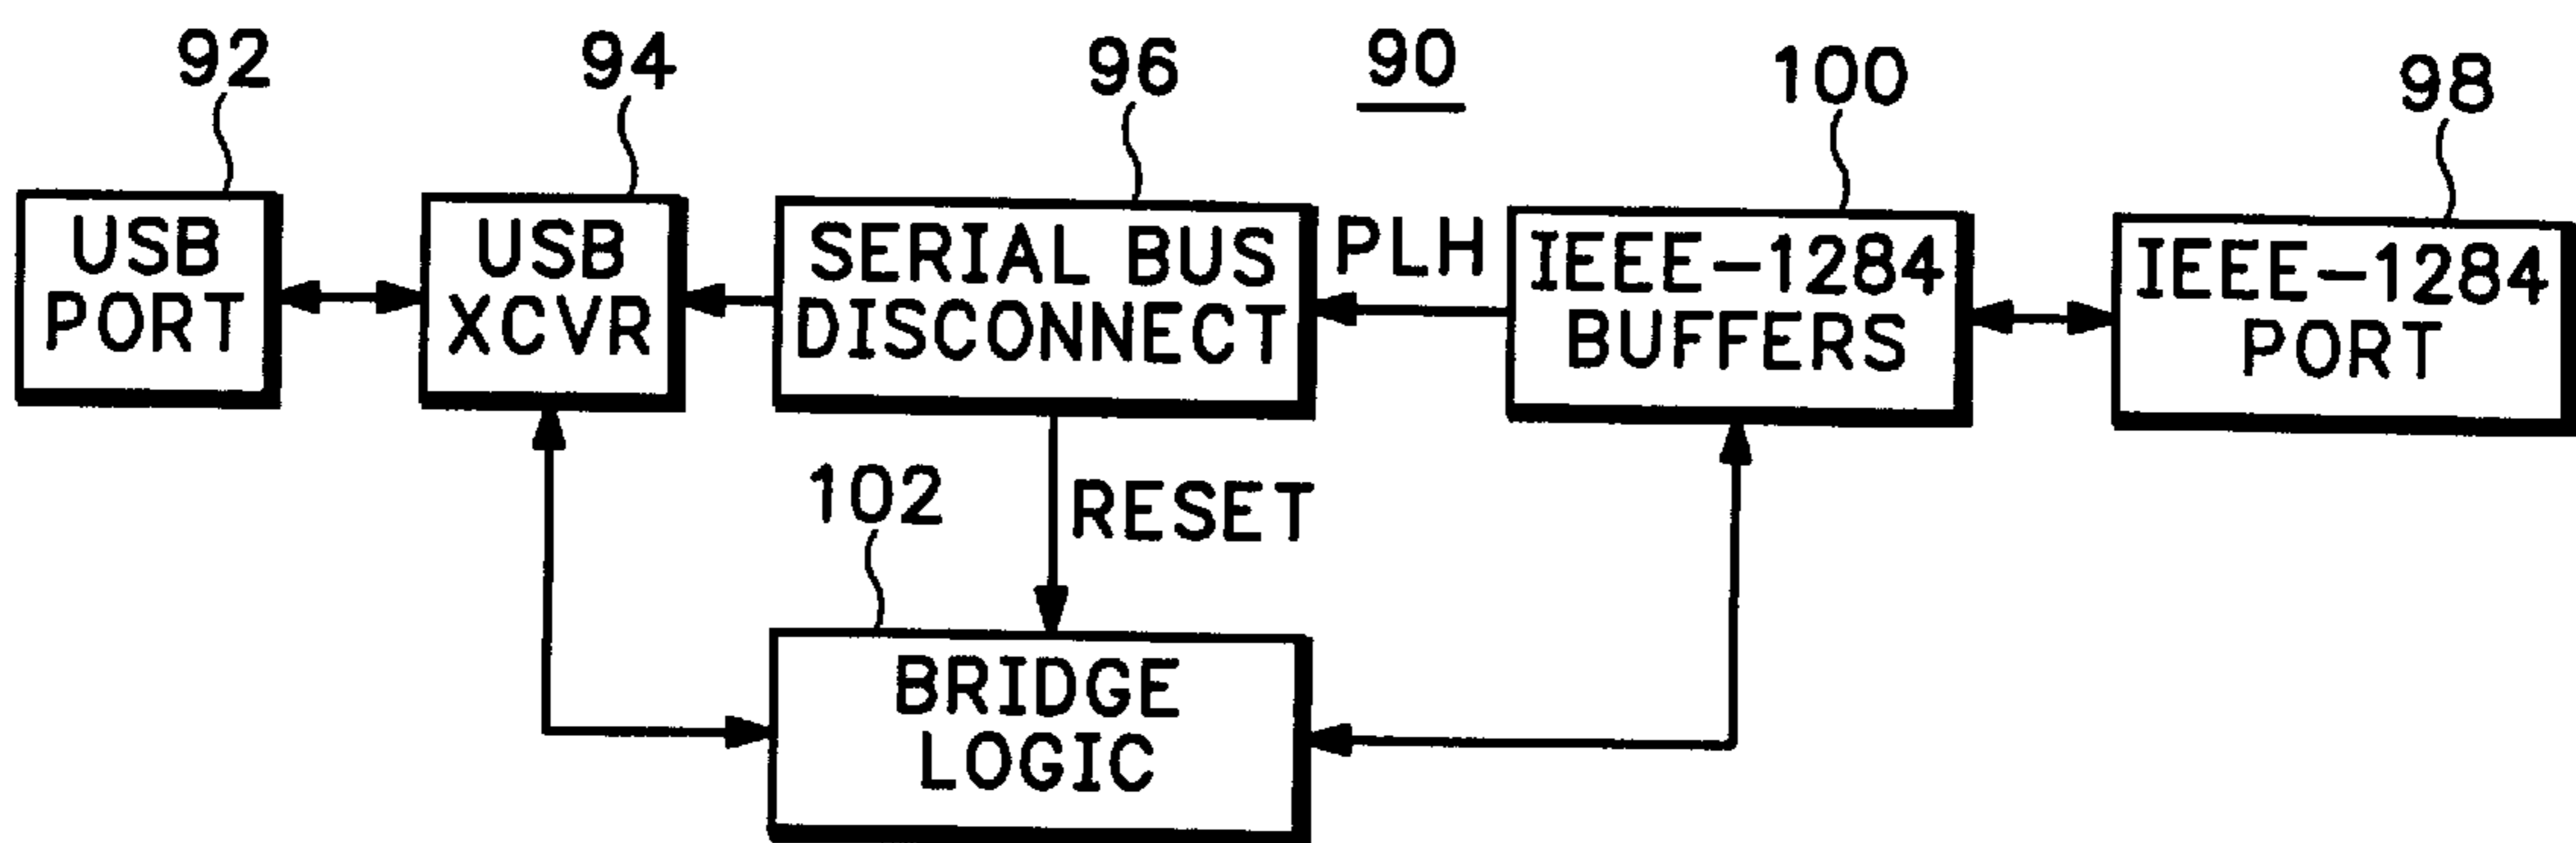 92
94
96
90
100
98
USB
PORT
USB
XCVR
SERIAL BUS
DISCONNECT
PLH
IEEE-1284
BUFFERS
IEEE-1284
PORT
102
RESET
BRIDGE
LOGIC